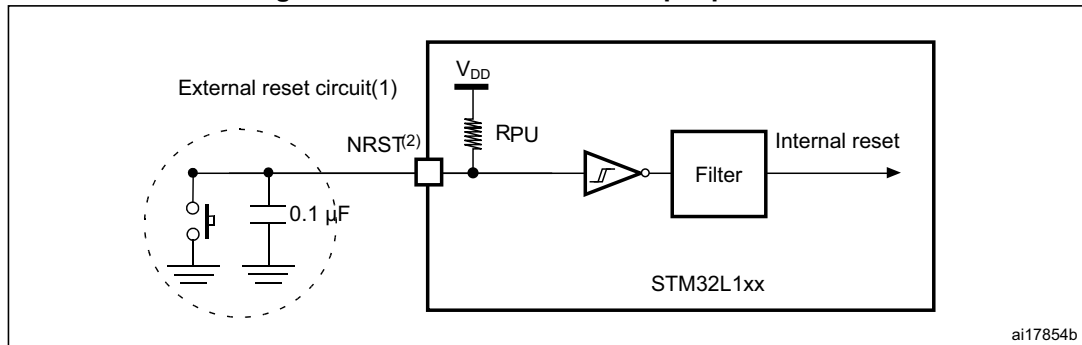 External reset circuit(1)
VDD
NRST(2)
RPU
Internal reset
Filter
0.1 µF
STM32L1xx
ai17854b